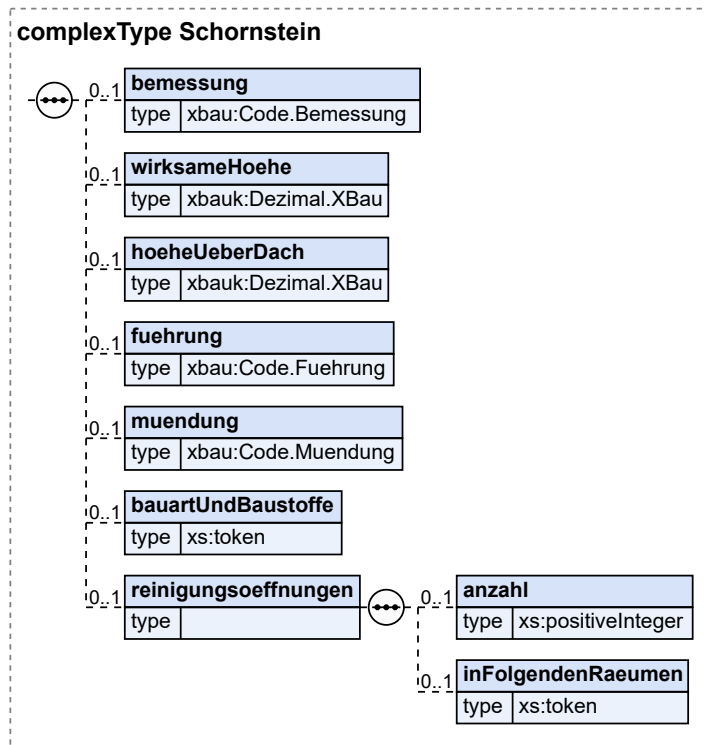 complexType Schornstein
0..1 bemessung
type xbau:Code.Bemessung
0..1 wirksameHoehe
type xbauk:Dezimal.XBau
0..1 hoeheUeberDach
type xbauk:Dezimal.XBau
0..1 fuehrung
type xbau:Code.Fuehrung
0..1 muendung
type xbau:Code.Muendung
0..1 bauartUndBaustoffe
type xs:token
0..1 reinigungsoeffnungen 0..1 anzahl
type type xs:positiveInteger
0..1 inFolgendenRaeumen
type xs:token